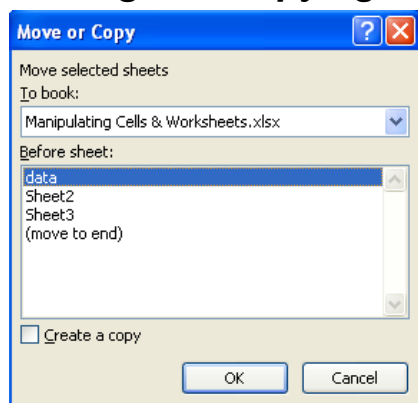 Move or Copy
Move selected sheets
To book:
Manipulating Cells & Worksheets.xlsx
Before sheet:
data
Sheet2
Sheet3
(move to end)
Create a copy
OK Cancel